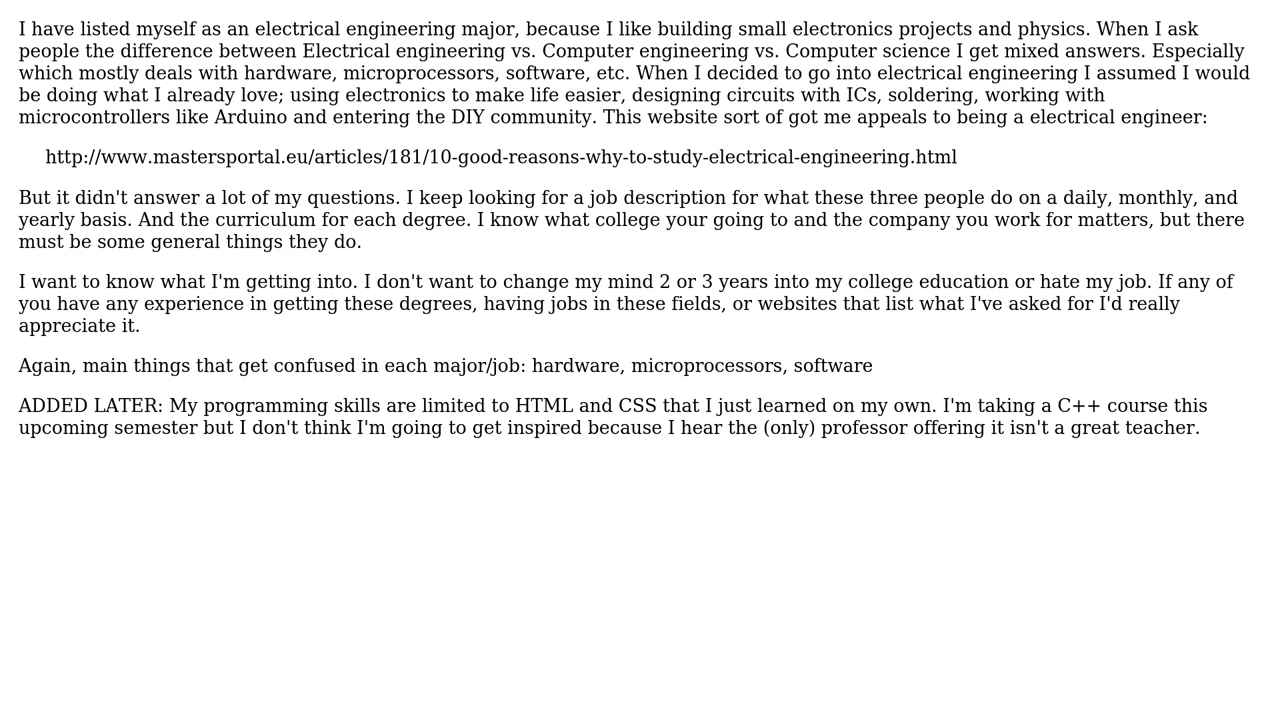 I have listed myself as an electrical engineering major, because I like building small electronics projects and physics. When I ask
people the difference between Electrical engineering vs. Computer engineering vs. Computer science I get mixed answers. Especially
which mostly deals with hardware, microprocessors, software, etc. When I decided to go into electrical engineering I assumed I would
be doing what I already love; using electronics to make life easier, designing circuits with ICs, soldering, working with
microcontrollers like Arduino and entering the DIY community. This website sort of got me appeals to being a electrical engineer:
http://www.mastersportal.eu/articles/181/10-good-reasons-why-to-study-electrical-engineering.html
But it didn't answer a lot of my questions. I keep looking for a job description for what these three people do on a daily, monthly, and
yearly basis. And the curriculum for each degree. I know what college your going to and the company you work for matters, but there
must be some general things they do.
I want to know what I'm getting into. I don't want to change my mind 2 or 3 years into my college education or hate my job. If any of
you have any experience in getting these degrees, having jobs in these fields, or websites that list what I've asked for I'd really
appreciate it.
Again, main things that get confused in each major/job: hardware, microprocessors, software
ADDED LATER: My programming skills are limited to HTML and CSS that I just learned on my own. I'm taking a C++ course this
upcoming semester but I don't think I'm going to get inspired because I hear the (only) professor offering it isn't a great teacher.